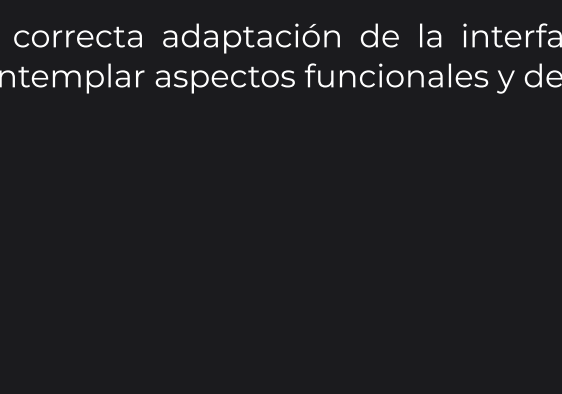 correcta adaptación de la interfa
ntemplar aspectos funcionales y de